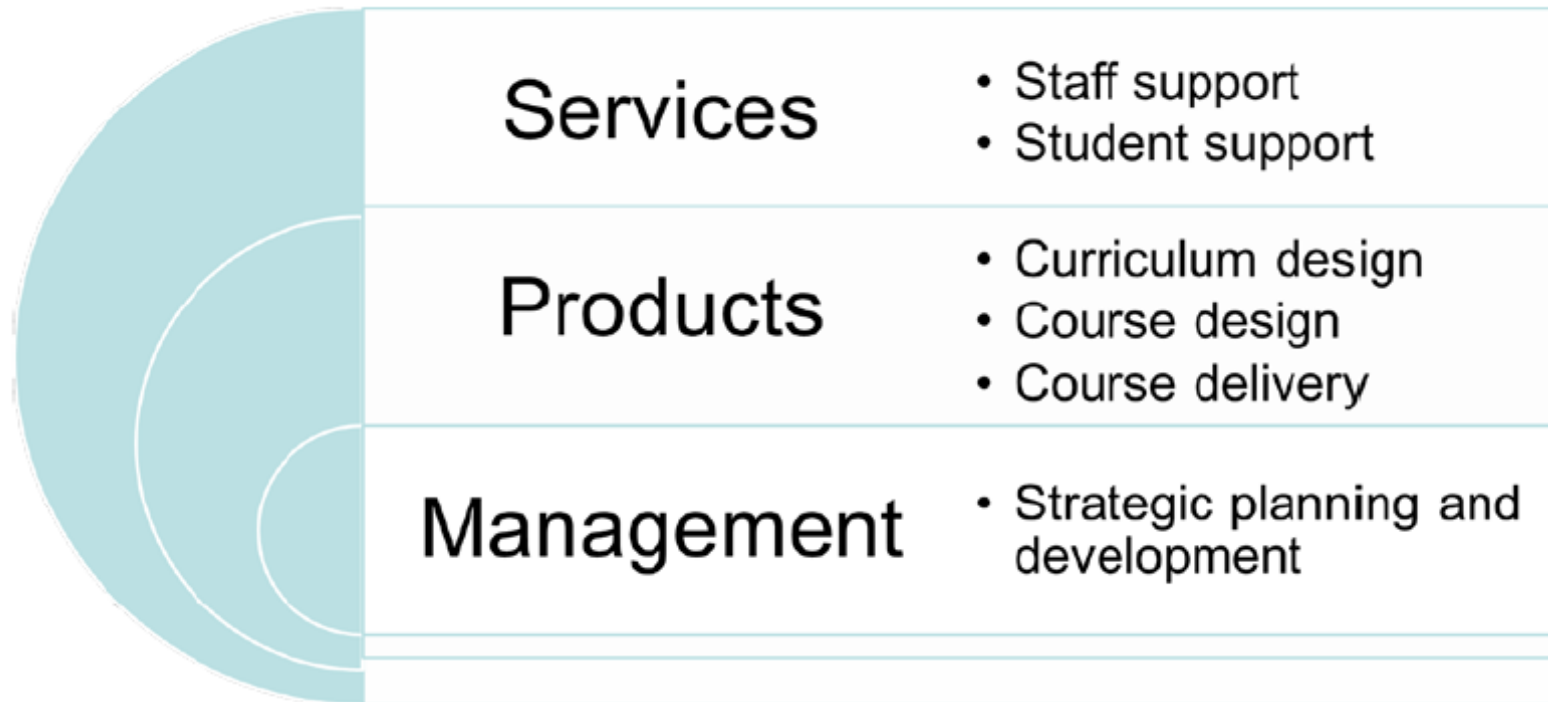 Services
• Staff support
• Student support
Products
• Curriculum design
• Course design
• Course delivery
Management
• Strategic planning and
development